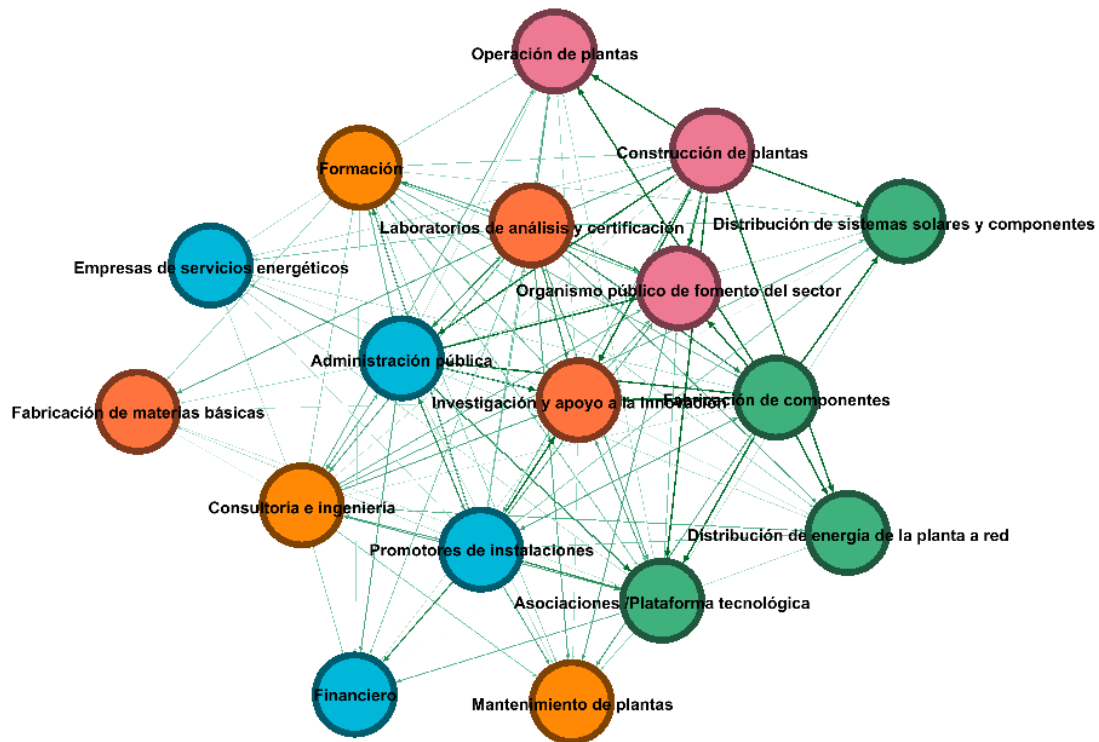 Operación de plantas
Construcción de plantas
Formación
Distribución de sistemas solares y componentes
Laboratorios de análisis y certificación
Empresas de servicios energéticos
Organismo público de fomento del sector
Administración pública
Fabricación de componentes
Investigación y apoyo a la innovación
Fabricación de materias básicas
Consultoría e ingeniería
Distribución de energía de la planta a red
Promotores de instalaciones
Asociaciones /Plataforma tecnológica
Financiero
Mantenimiento de plantas